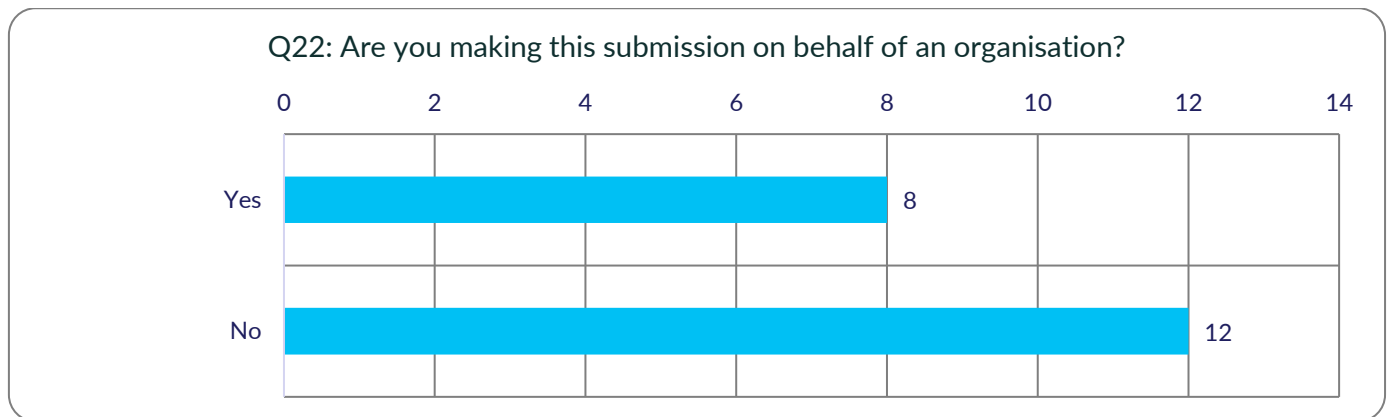 Q22: Are you making this submission on behalf of an organisation?
0 2 4 6 8 10 12 14
Yes 8
No 12